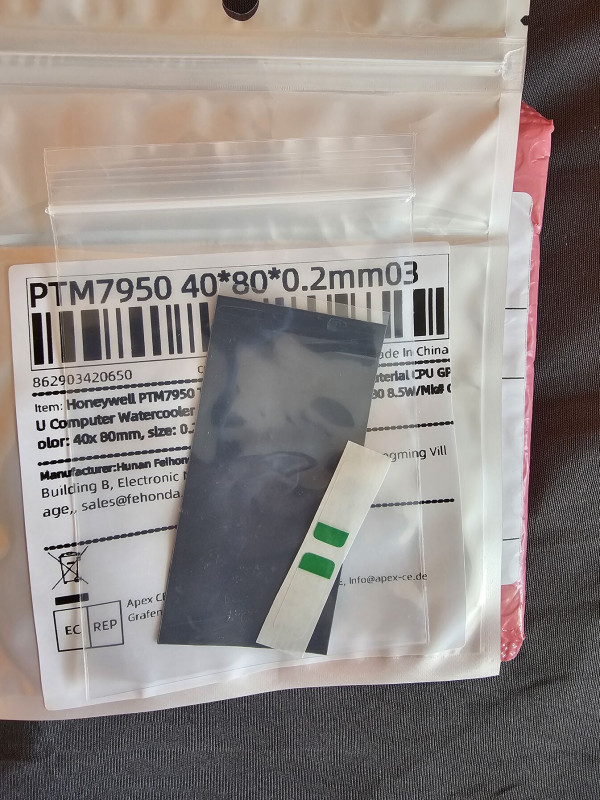 PTM7950 40*80*0.2mm03
ade In China
862903420650
Item: Honeywell PTM7950 aterial CPU GP
U Computer Watercooler 30 8.5W/Mk#
olor: 40x 80mm, size: 0.
Manufacturer:Hunan Feihon ngming Vill
Building B, Electronic
age,, sales@fehonda.
Apex E, Info@apex-ce.de
Grafen
EC REP